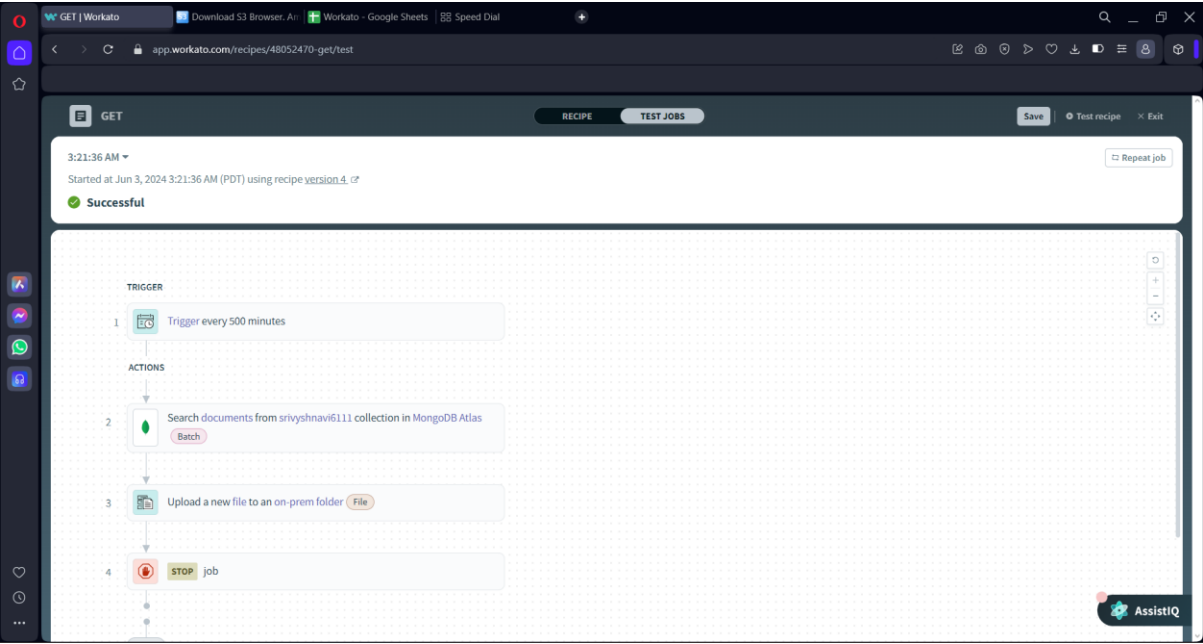 GET | Workato
Download S3 Browser. Am
Workato - Google Sheets
Speed Dial
app.workato.com/recipes/48052470-get/test
GET
RECIPE
TEST JOBS
Save
Test recipe
Exit
3:21:36 AM
Repeat job
Started at Jun 3, 2024 3:21:36 AM (PDT) using recipe version 4
Successful
TRIGGER
1 Trigger every 500 minutes
ACTIONS
2 Search documents from srivyshnavi6111 collection in MongoDB Atlas
Batch
3 Upload a new file to an on-prem folder File
4 STOP job
AssistIQ